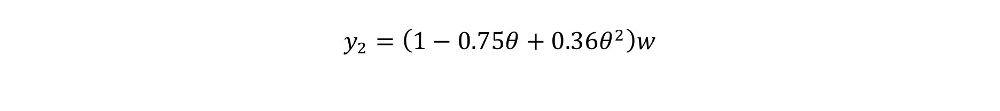 y₂ = (1 − 0.75θ + 0.36θ²)w